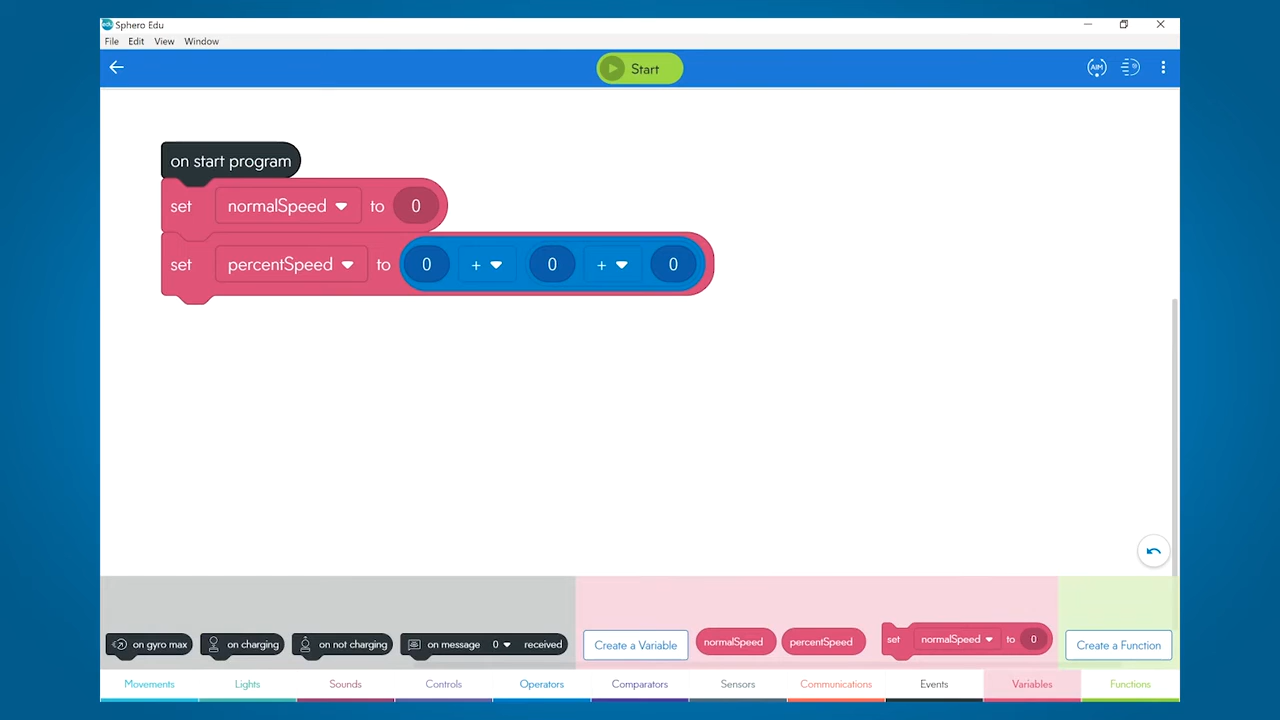 edu Sphero Edu
File Edit View Window
Start
AIM
on start program
set normalSpeed to 0
set percentSpeed to 0 + 0 + 0
on gyro max on charging on not charging on message 0 received Create a Variable normalSpeed percentSpeed set normalSpeed to 0 Create a Function
Movements Lights Sounds Controls Operators Comparators Sensors Communications Events Variables Functions